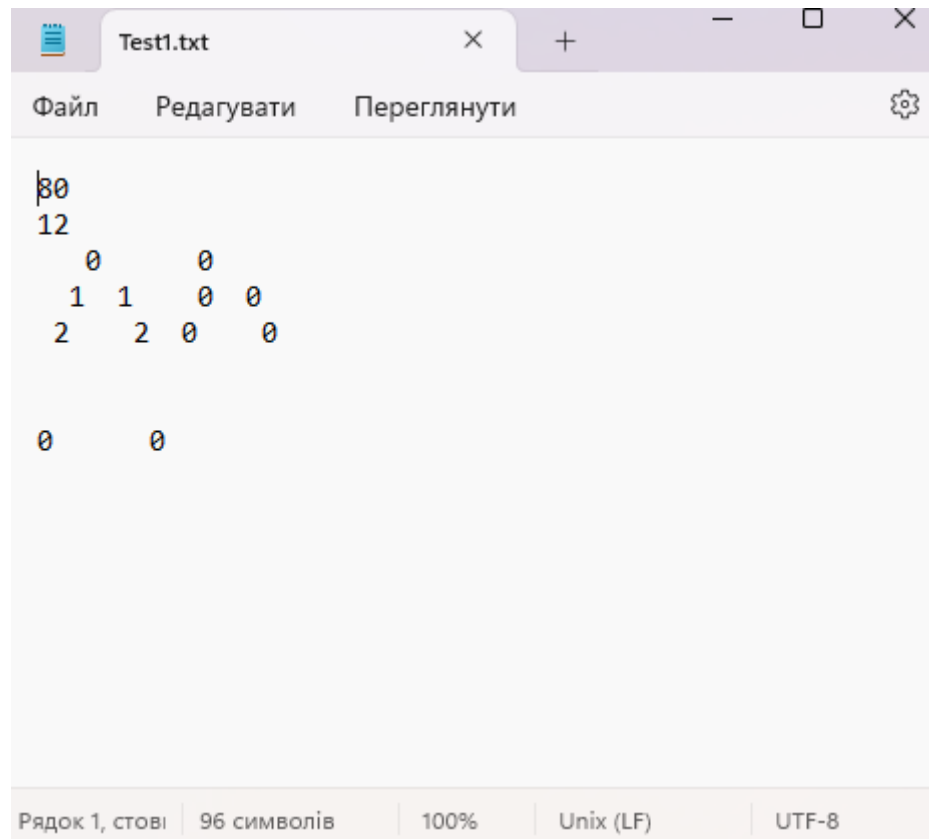 Test1.txt
Файл Редагувати Переглянути
80
12
   0      0
  1  1    0  0
 2    2  0    0
0      0
Рядок 1, стові 96 символів 100% Unix (LF) UTF-8